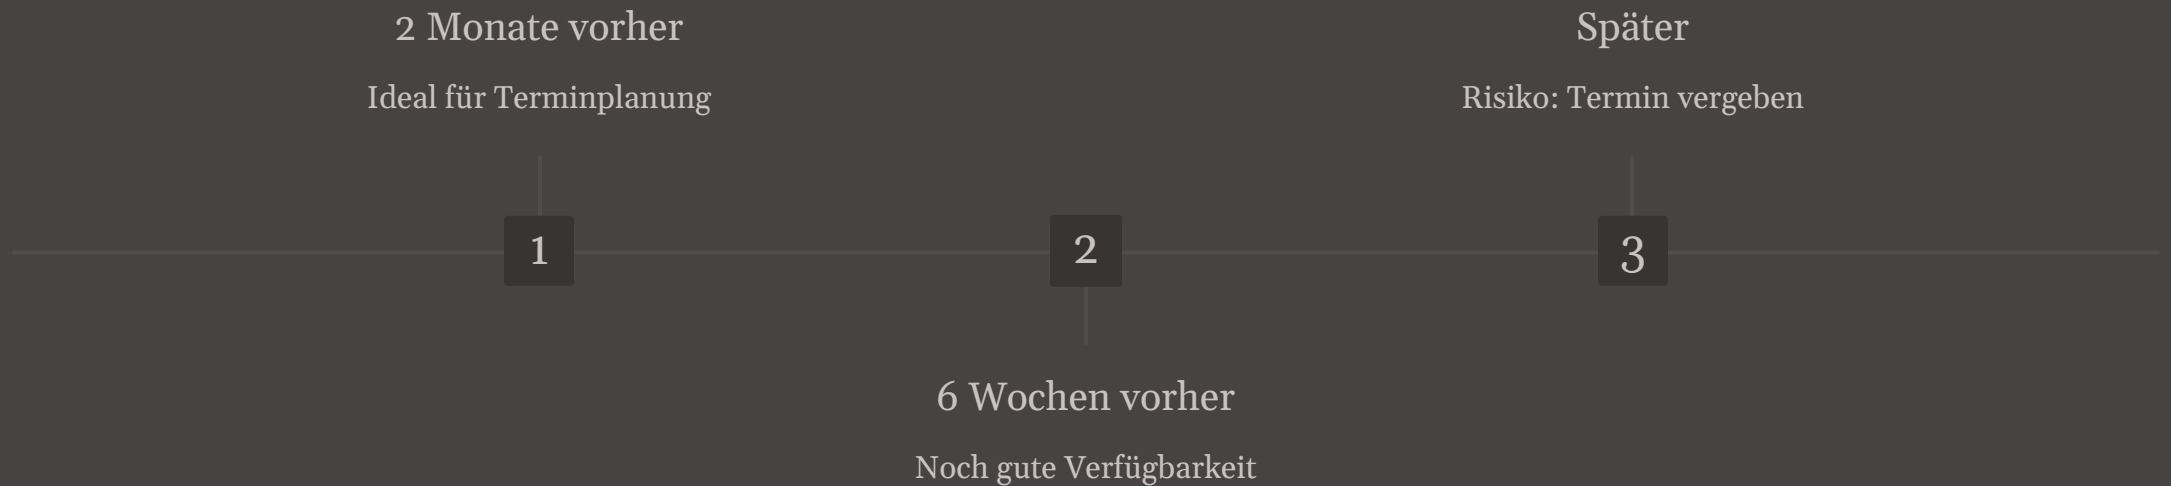 2 Monate vorher
Ideal für Terminplanung
1
2
6 Wochen vorher
Noch gute Verfügbarkeit
Später
Risiko: Termin vergeben
3